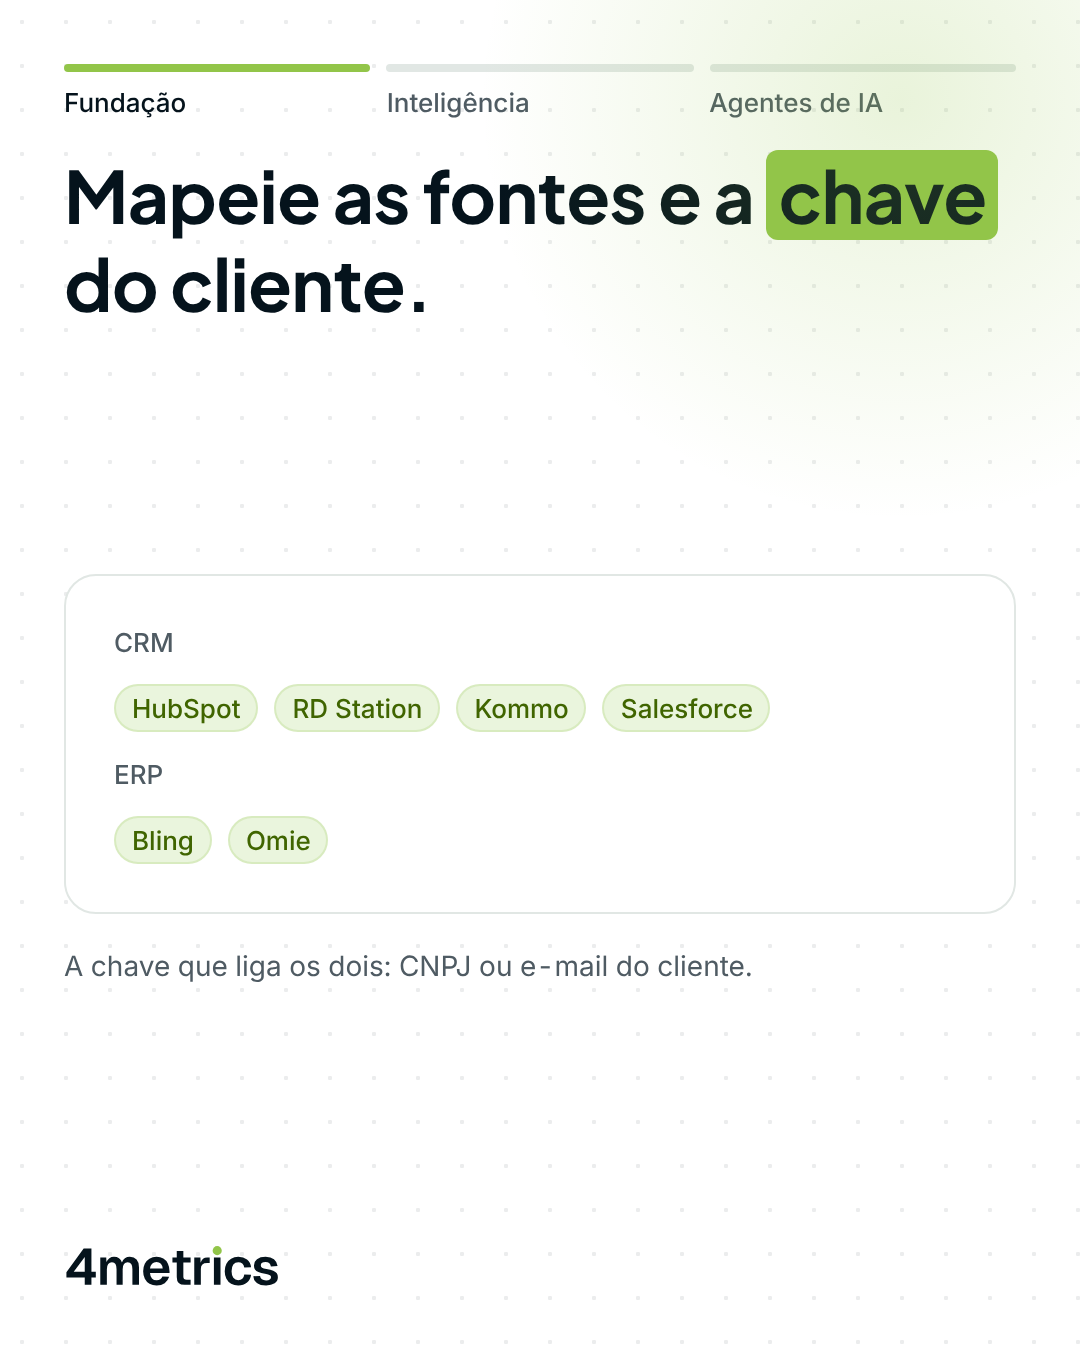 Fundação
Inteligência
Agentes de IA
Mapeie as fontes e a chave
do cliente.
CRM
HubSpot
RD Station
Kommo
Salesforce
ERP
Bling
Omie
A chave que liga os dois: CNPJ ou e-mail do cliente.
4metrics